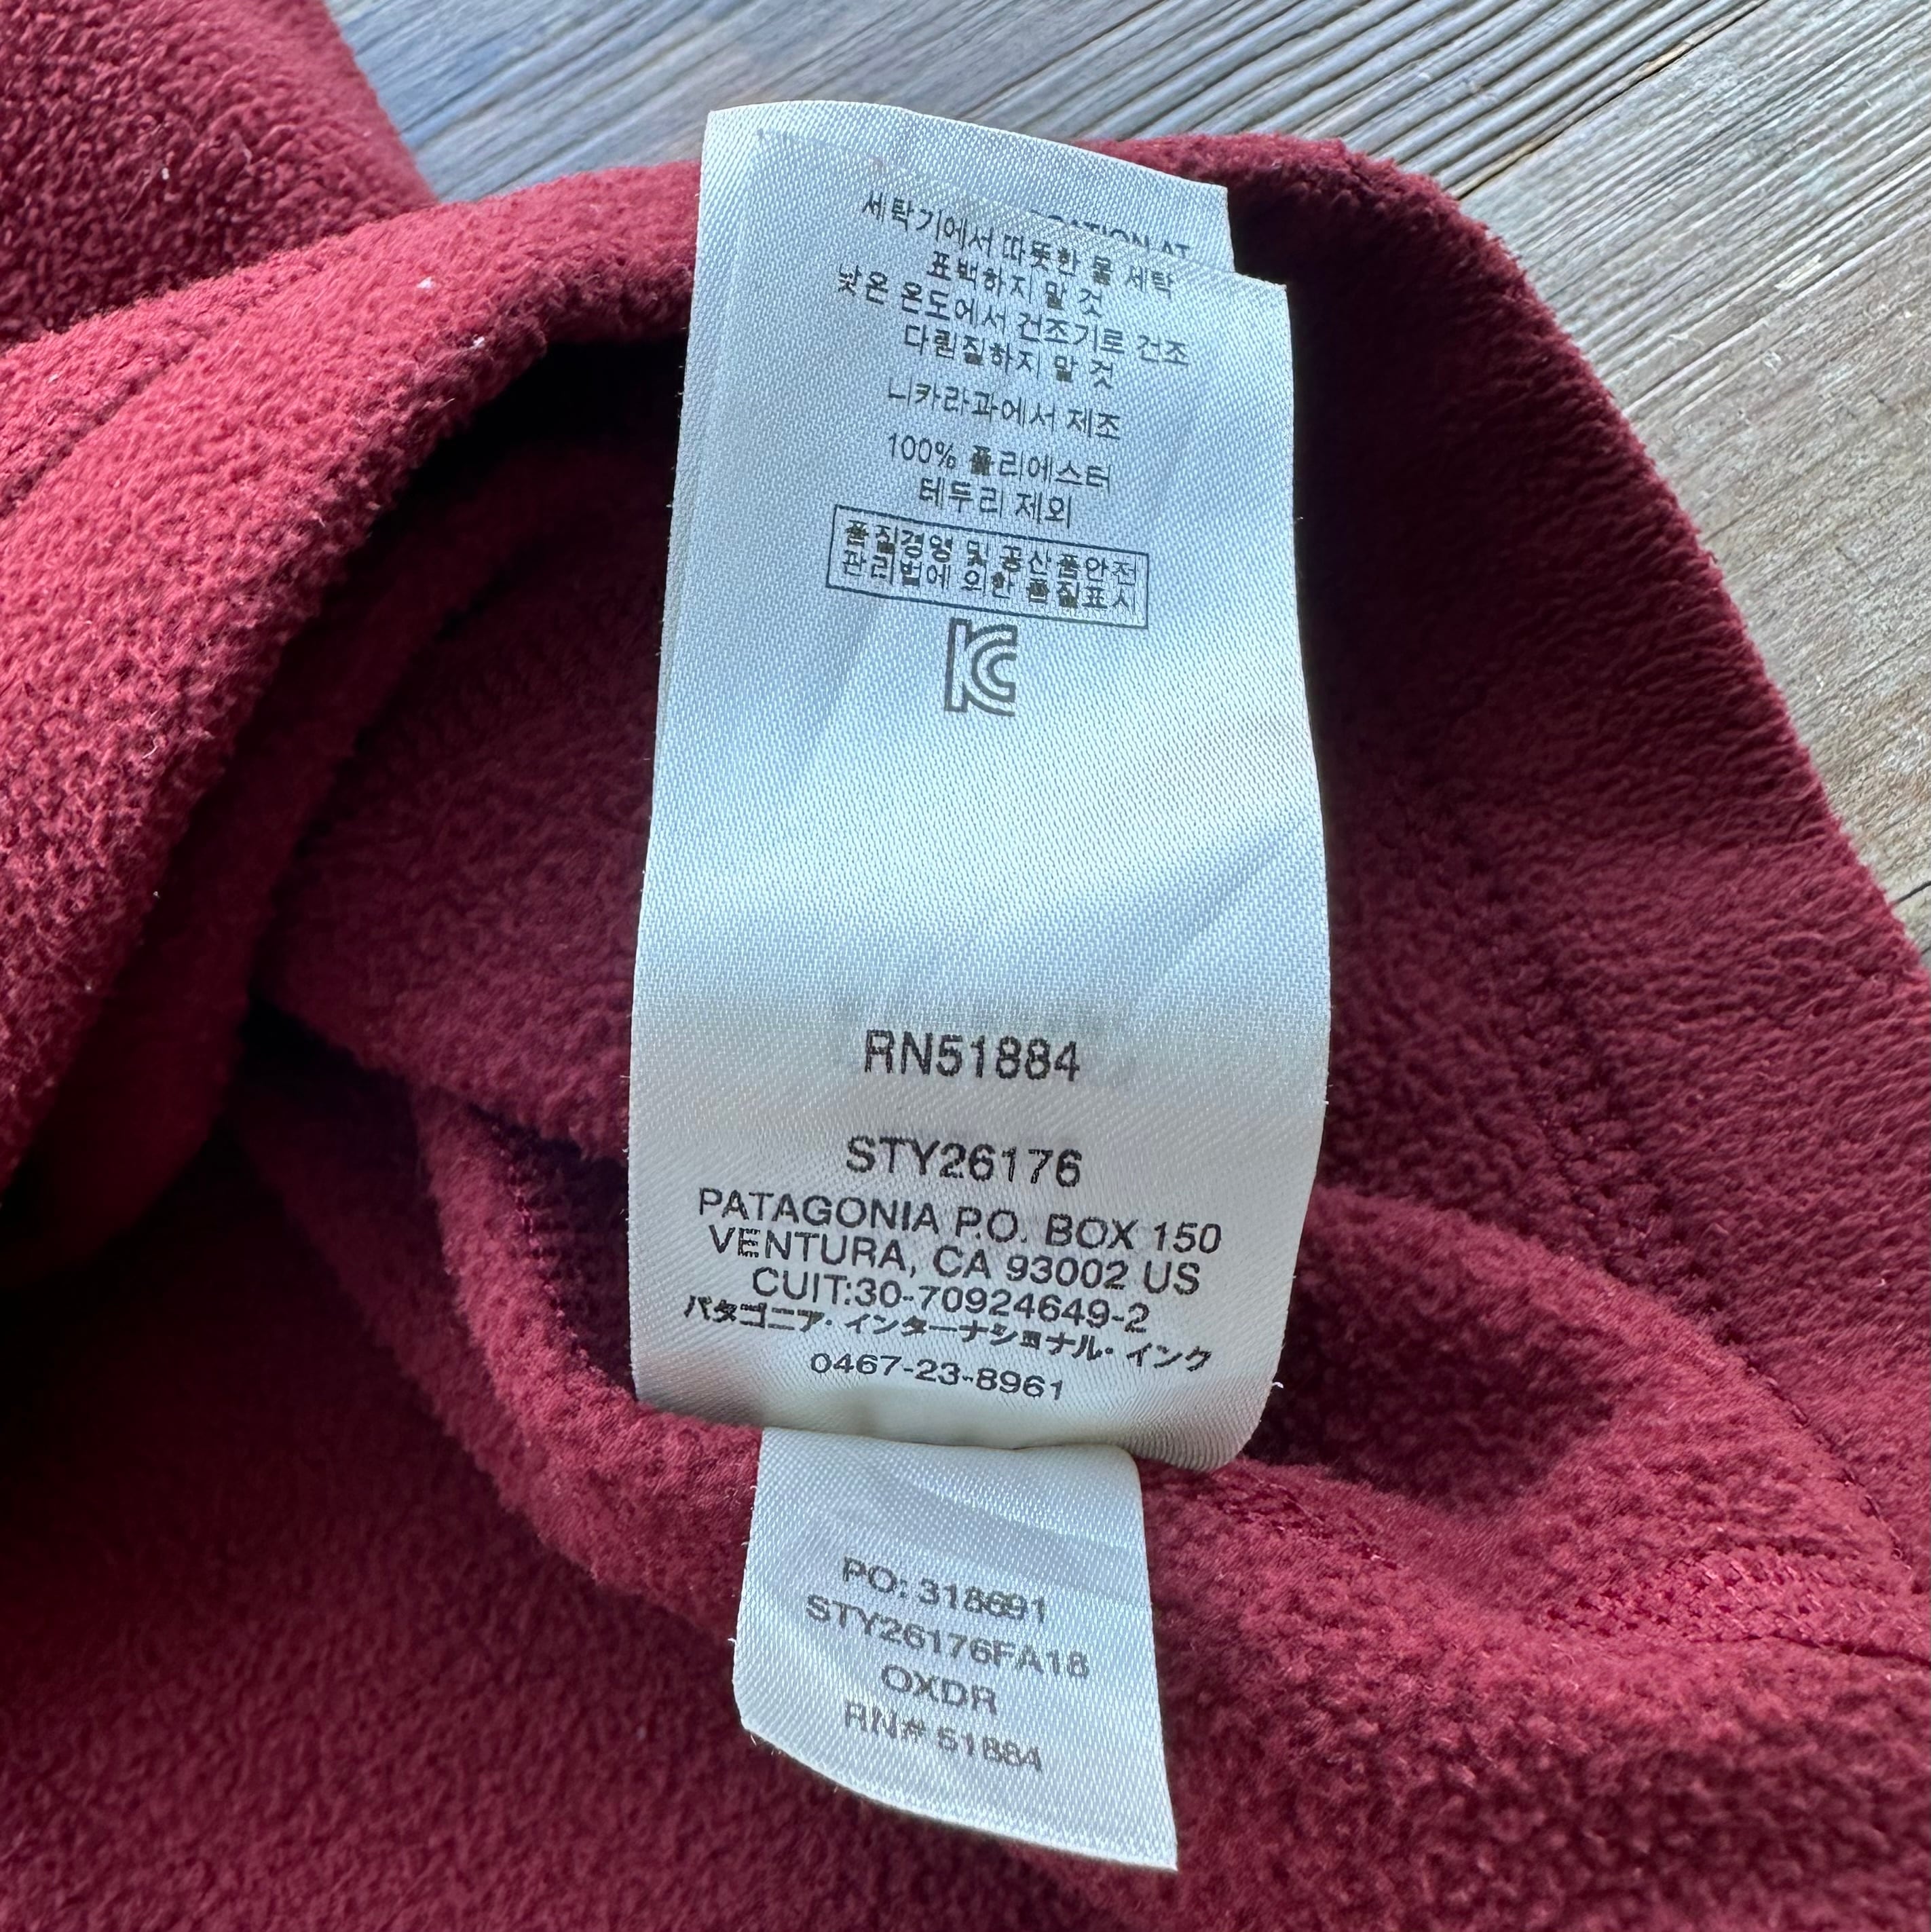 세탁기에서 따뜻한 물 세탁
표백하지 말 것
낮온 온도에서 건조기르 건조
다림질하지 말 것
니카라과에서 제조
100% 폴리에스터
테두리 제외
품질경영 및 공산품안전
관리법에 의한 품질표시
RN51884
STY26176
PATAGONIA P.O. BOX 150
VENTURA, CA 93002 US
CUIT:30-70924649-2
パタゴニア・インターナショナル・インク
0467-23-8961
PO: 318691
STY26176FA18
OXDR
RN# 51884